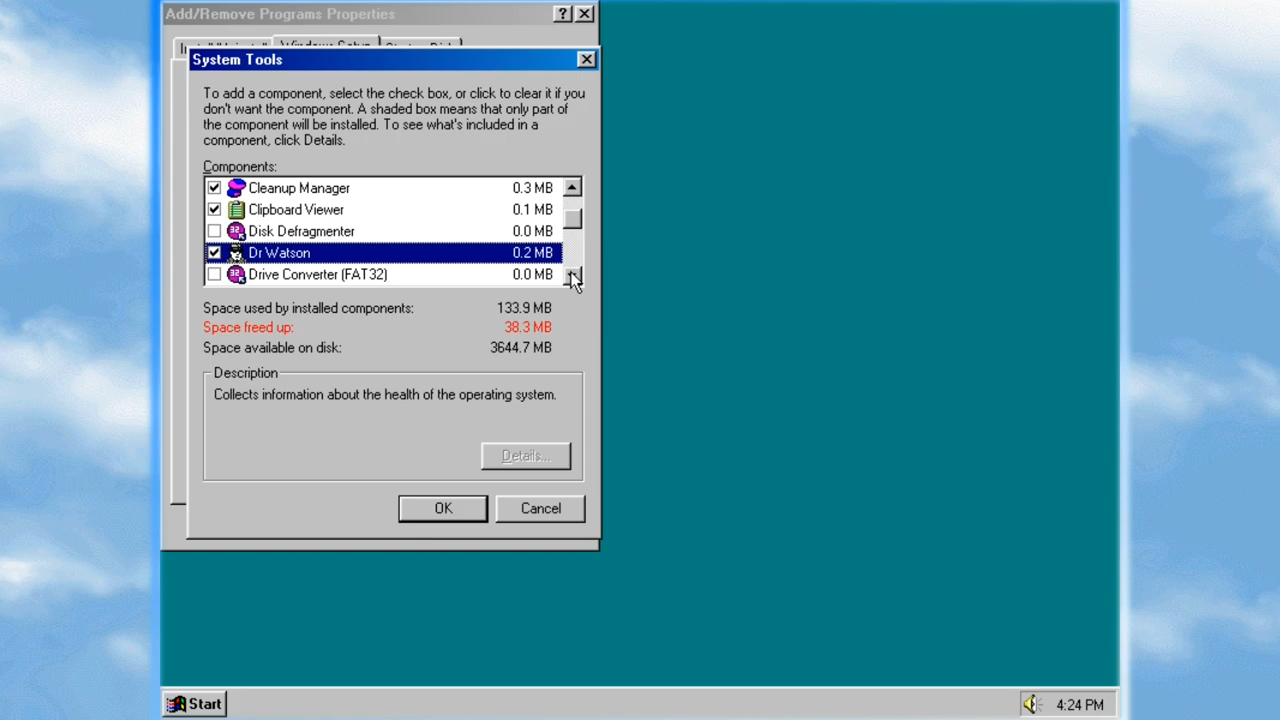 Add/Remove Programs Properties
System Tools
To add a component, select the check box, or click to clear it if you
don't want the component. A shaded box means that only part of
the component will be installed. To see what's included in a
component, click Details.
Components:
Cleanup Manager 0.3 MB
Clipboard Viewer 0.1 MB
Disk Defragmenter 0.0 MB
Dr Watson 0.2 MB
Drive Converter (FAT32) 0.0 MB
Space used by installed components: 133.9 MB
Space freed up: 38.3 MB
Space available on disk: 3644.7 MB
Description
Collects information about the health of the operating system.
Details...
OK Cancel
Start 4:24 PM